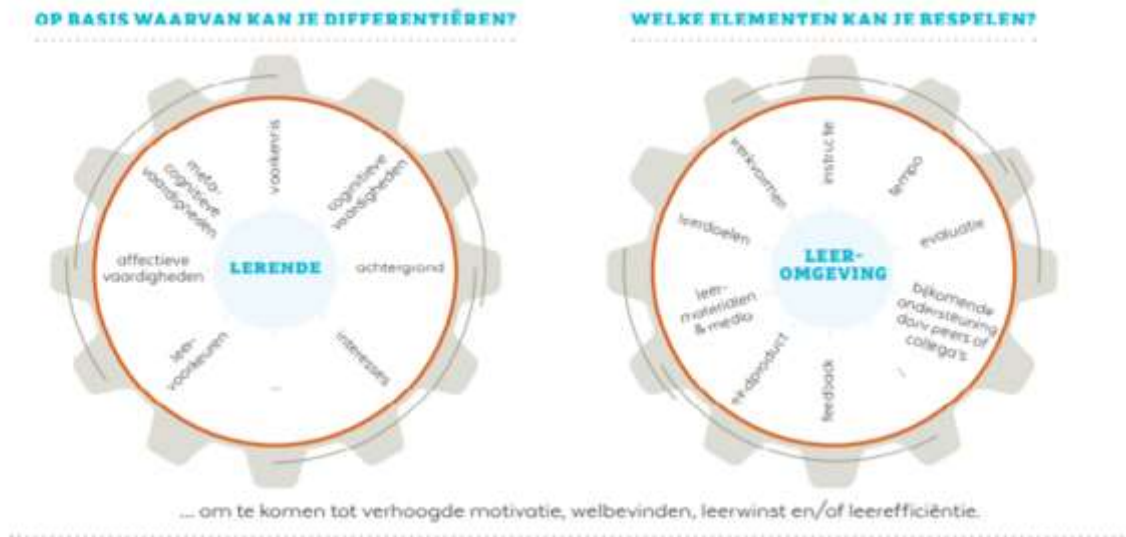 OP BASIS WAARVAN KAN JE DIFFERENTIËREN?
WELKE ELEMENTEN KAN JE BESPELEN?
voorkennis
cognitieve
vaardigheden
achtergrond
interesses
...
leer-
voorkeuren
affectieve
vaardigheden
meta-
cognitieve
vaardigheden
LERENDE
instructie
tempo
evaluatie
bijkomende
ondersteuning
door peers of
collega's
feedback
eindproduct
leer-
materialen
& media
leerdoelen
werkvormen
LEER-
OMGEVING
... om te komen tot verhoogde motivatie, welbevinden, leerwinst en/of leerefficiëntie.